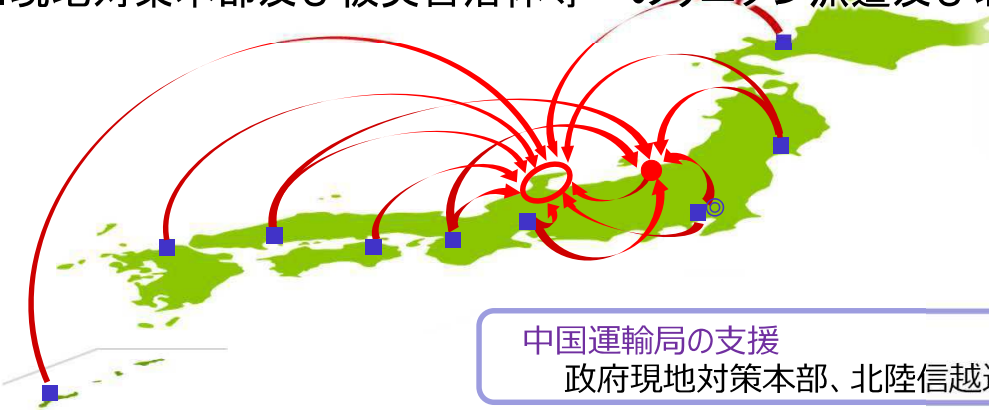 現地対策本部及び被災自治体等へのリエゾン派遣及び
中国運輸局の支援
政府現地対策本部、北陸信越